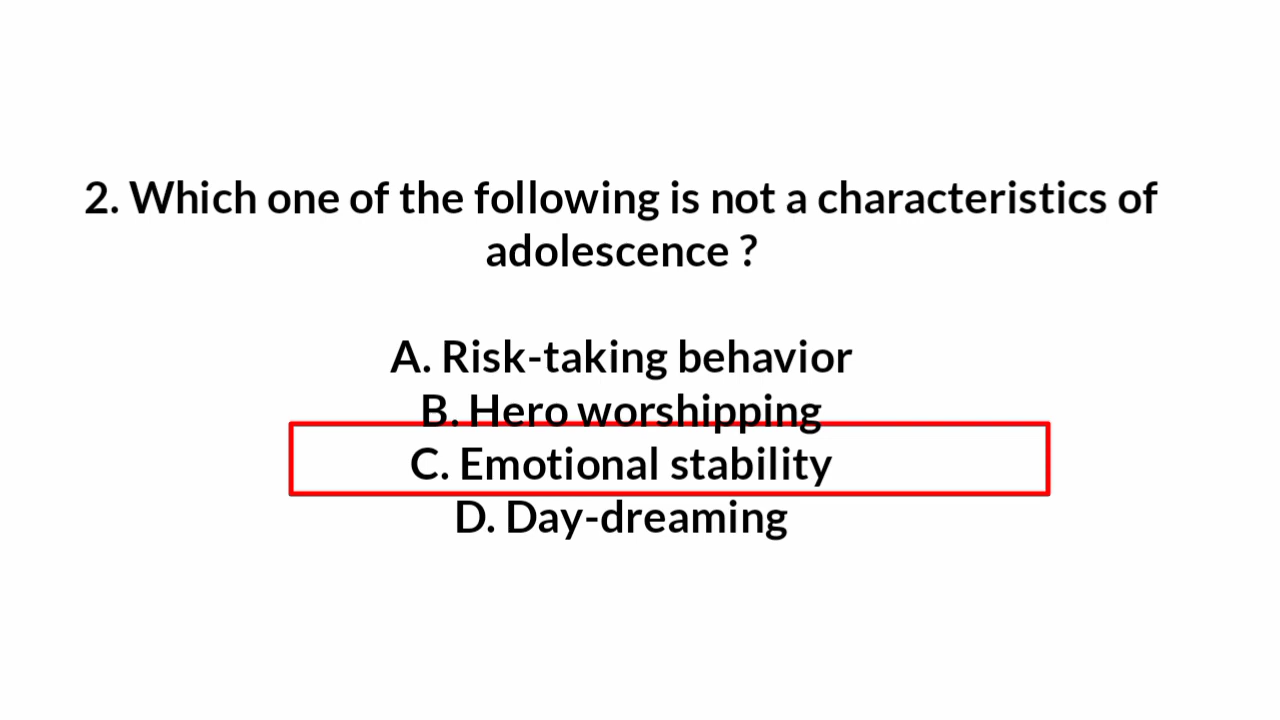 2. Which one of the following is not a characteristics of
adolescence ?
A. Risk-taking behavior
B. Hero worshipping
C. Emotional stability
D. Day-dreaming